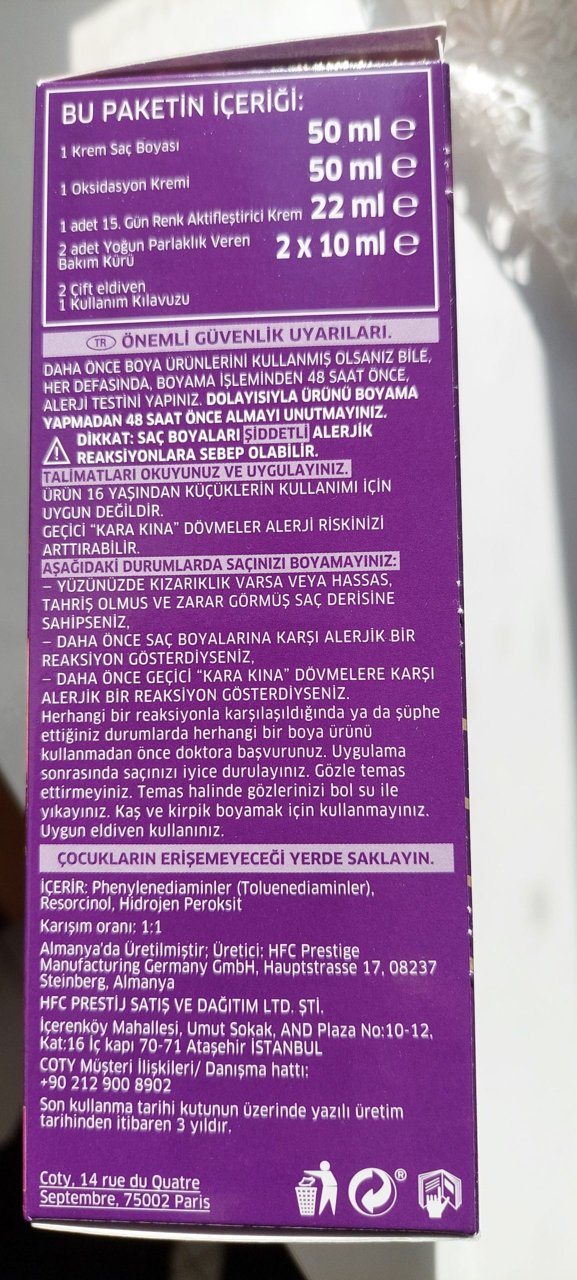 BU PAKETİN İÇERİĞİ:
1 Krem Saç Boyası 50 ml ℮
1 Oksidasyon Kremi 50 ml ℮
1 adet 15. Gün Renk Aktifleştirici Krem 22 ml ℮
2 adet Yoğun Parlaklık Veren 2 x 10 ml ℮
Bakım Kürü
2 Çift eldiven
1 Kullanım Kılavuzu
TR ÖNEMLİ GÜVENLİK UYARILARI.
DAHA ÖNCE BOYA ÜRÜNLERİNİ KULLANMIŞ OLSANIZ BİLE,
HER DEFASINDA, BOYAMA İŞLEMİNDEN 48 SAAT ÖNCE,
ALERJİ TESTİNİ YAPINIZ. DOLAYISIYLA ÜRÜNÜ BOYAMA
YAPMADAN 48 SAAT ÖNCE ALMAYI UNUTMAYINIZ.
DİKKAT: SAÇ BOYALARI ŞİDDETLİ ALERJİK
REAKSİYONLARA SEBEP OLABİLİR.
TALİMATLARI OKUYUNUZ VE UYGULAYINIZ.
ÜRÜN 16 YAŞINDAN KÜÇÜKLERİN KULLANIMI İÇİN
UYGUN DEĞİLDİR.
GEÇİCİ “KARA KINA” DÖVMELER ALERJİ RİSKİNİZİ
ARTTIRABİLİR.
AŞAĞIDAKİ DURUMLARDA SAÇINIZI BOYAMAYINIZ:
– YÜZÜNÜZDE KIZARIKLIK VARSA VEYA HASSAS,
TAHRİŞ OLMUŞ VE ZARAR GÖRMÜŞ SAÇ DERİSİNE
SAHİPSENİZ,
– DAHA ÖNCE SAÇ BOYALARINA KARŞI ALERJİK BİR
REAKSİYON GÖSTERDİYSENİZ,
– DAHA ÖNCE GEÇİCİ “KARA KINA” DÖVMELERE KARŞI
ALERJİK BİR REAKSİYON GÖSTERDİYSENİZ.
Herhangi bir reaksiyonla karşılaşıldığında ya da şüphe
ettiğiniz durumlarda herhangi bir boya ürünü
kullanmadan önce doktora başvurunuz. Uygulama
sonrasında saçınızı iyice durulayınız. Gözle temas
ettirmeyiniz. Temas halinde gözlerinizi bol su ile
yıkayınız. Kaş ve kirpik boyamak için kullanmayınız.
Uygun eldiven kullanınız.
ÇOCUKLARIN ERİŞEMEYECEĞİ YERDE SAKLAYIN.
İÇERİR: Phenylenediaminler (Toluenediaminler),
Resorcinol, Hidrojen Peroksit
Karışım oranı: 1:1
Almanya'da Üretilmiştir; Üretici: HFC Prestige
Manufacturing Germany GmbH, Hauptstrasse 17, 08237
Steinberg, Almanya
HFC PRESTİJ SATIŞ VE DAĞITIM LTD. ŞTİ.
İçerenköy Mahallesi, Umut Sokak, AND Plaza No:10-12,
Kat:16 İç kapı 70-71 Ataşehir İSTANBUL
COTY Müşteri İlişkileri/ Danışma hattı:
+90 212 900 8902
Son kullanma tarihi kutunun üzerinde yazılı üretim
tarihinden itibaren 3 yıldır.
Coty, 14 rue du Quatre
Septembre, 75002 Paris
®